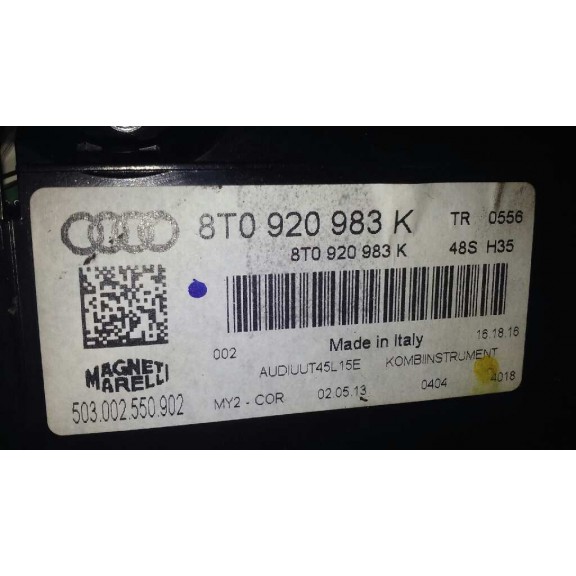 8T0 920 983 K TR 0556
8T0 920 983 K 48S H35
002 Made in Italy 16.18.16
MAGNETI MARELLI AUDIUUT45L15E KOMBIINSTRUMENT
503.002.550.902 MY2 - COR 02.05.13 0404 4018